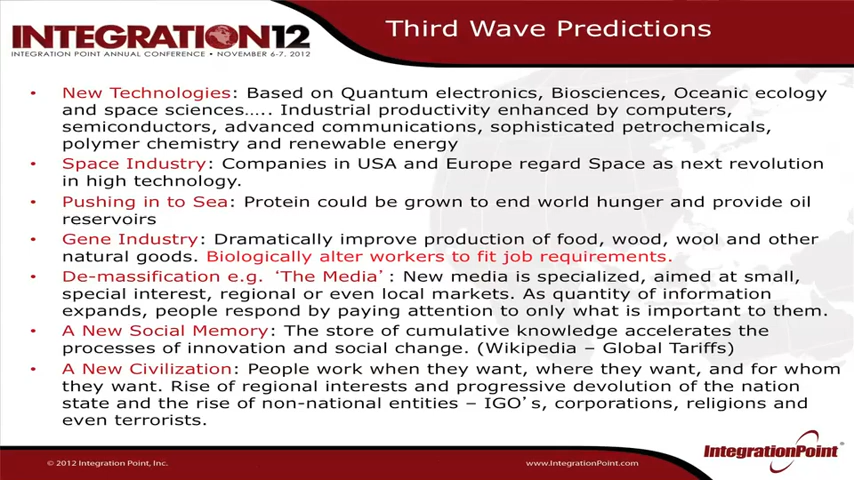 INTEGRATION12
INTEGRATION POINT ANNUAL CONFERENCE • NOVEMBER 6-7, 2012
Third Wave Predictions
• New Technologies: Based on Quantum electronics, Biosciences, Oceanic ecology
and space sciences….. Industrial productivity enhanced by computers,
semiconductors, advanced communications, sophisticated petrochemicals,
polymer chemistry and renewable energy
• Space Industry: Companies in USA and Europe regard Space as next revolution
in high technology.
• Pushing in to Sea: Protein could be grown to end world hunger and provide oil
reservoirs
• Gene Industry: Dramatically improve production of food, wood, wool and other
natural goods. Biologically alter workers to fit job requirements.
• De-massification e.g. ‘The Media’ : New media is specialized, aimed at small,
special interest, regional or even local markets. As quantity of information
expands, people respond by paying attention to only what is important to them.
• A New Social Memory: The store of cumulative knowledge accelerates the
processes of innovation and social change. (Wikipedia – Global Tariffs)
• A New Civilization: People work when they want, where they want, and for whom
they want. Rise of regional interests and progressive devolution of the nation
state and the rise of non-national entities – IGO’s, corporations, religions and
even terrorists.
IntegrationPoint®
© 2012 Integration Point, Inc.
www.IntegrationPoint.com